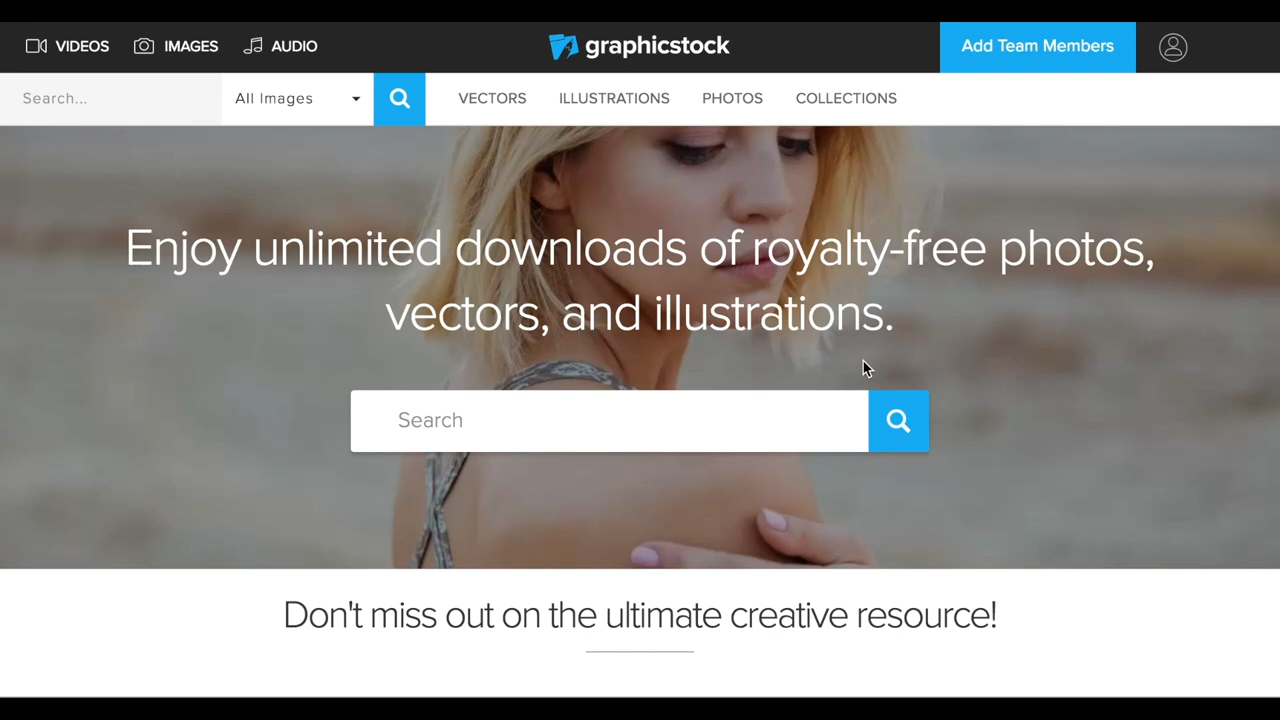 VIDEOS IMAGES AUDIO graphicstock Add Team Members
Search... All Images VECTORS ILLUSTRATIONS PHOTOS COLLECTIONS
Enjoy unlimited downloads of royalty-free photos,
vectors, and illustrations.
Search
Don't miss out on the ultimate creative resource!